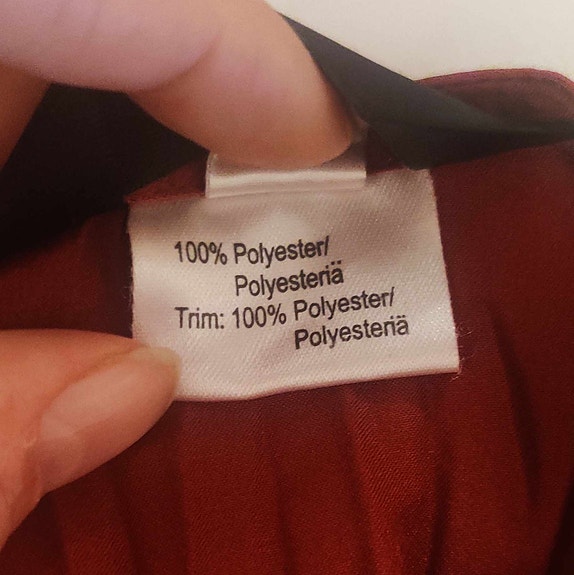 100% Polyester/
Polyesteriä
Trim: 100% Polyester/
Polyesteriä